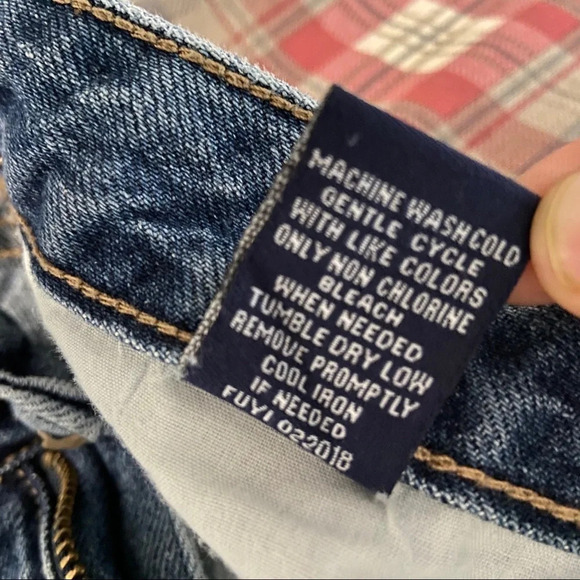 MACHINE WASH COLD
GENTLE CYCLE
WITH LIKE COLORS
ONLY NON CHLORINE
BLEACH
WHEN NEEDED
TUMBLE DRY LOW
REMOVE PROMPTLY
COOL IRON
IF NEEDED
FUYI 022018